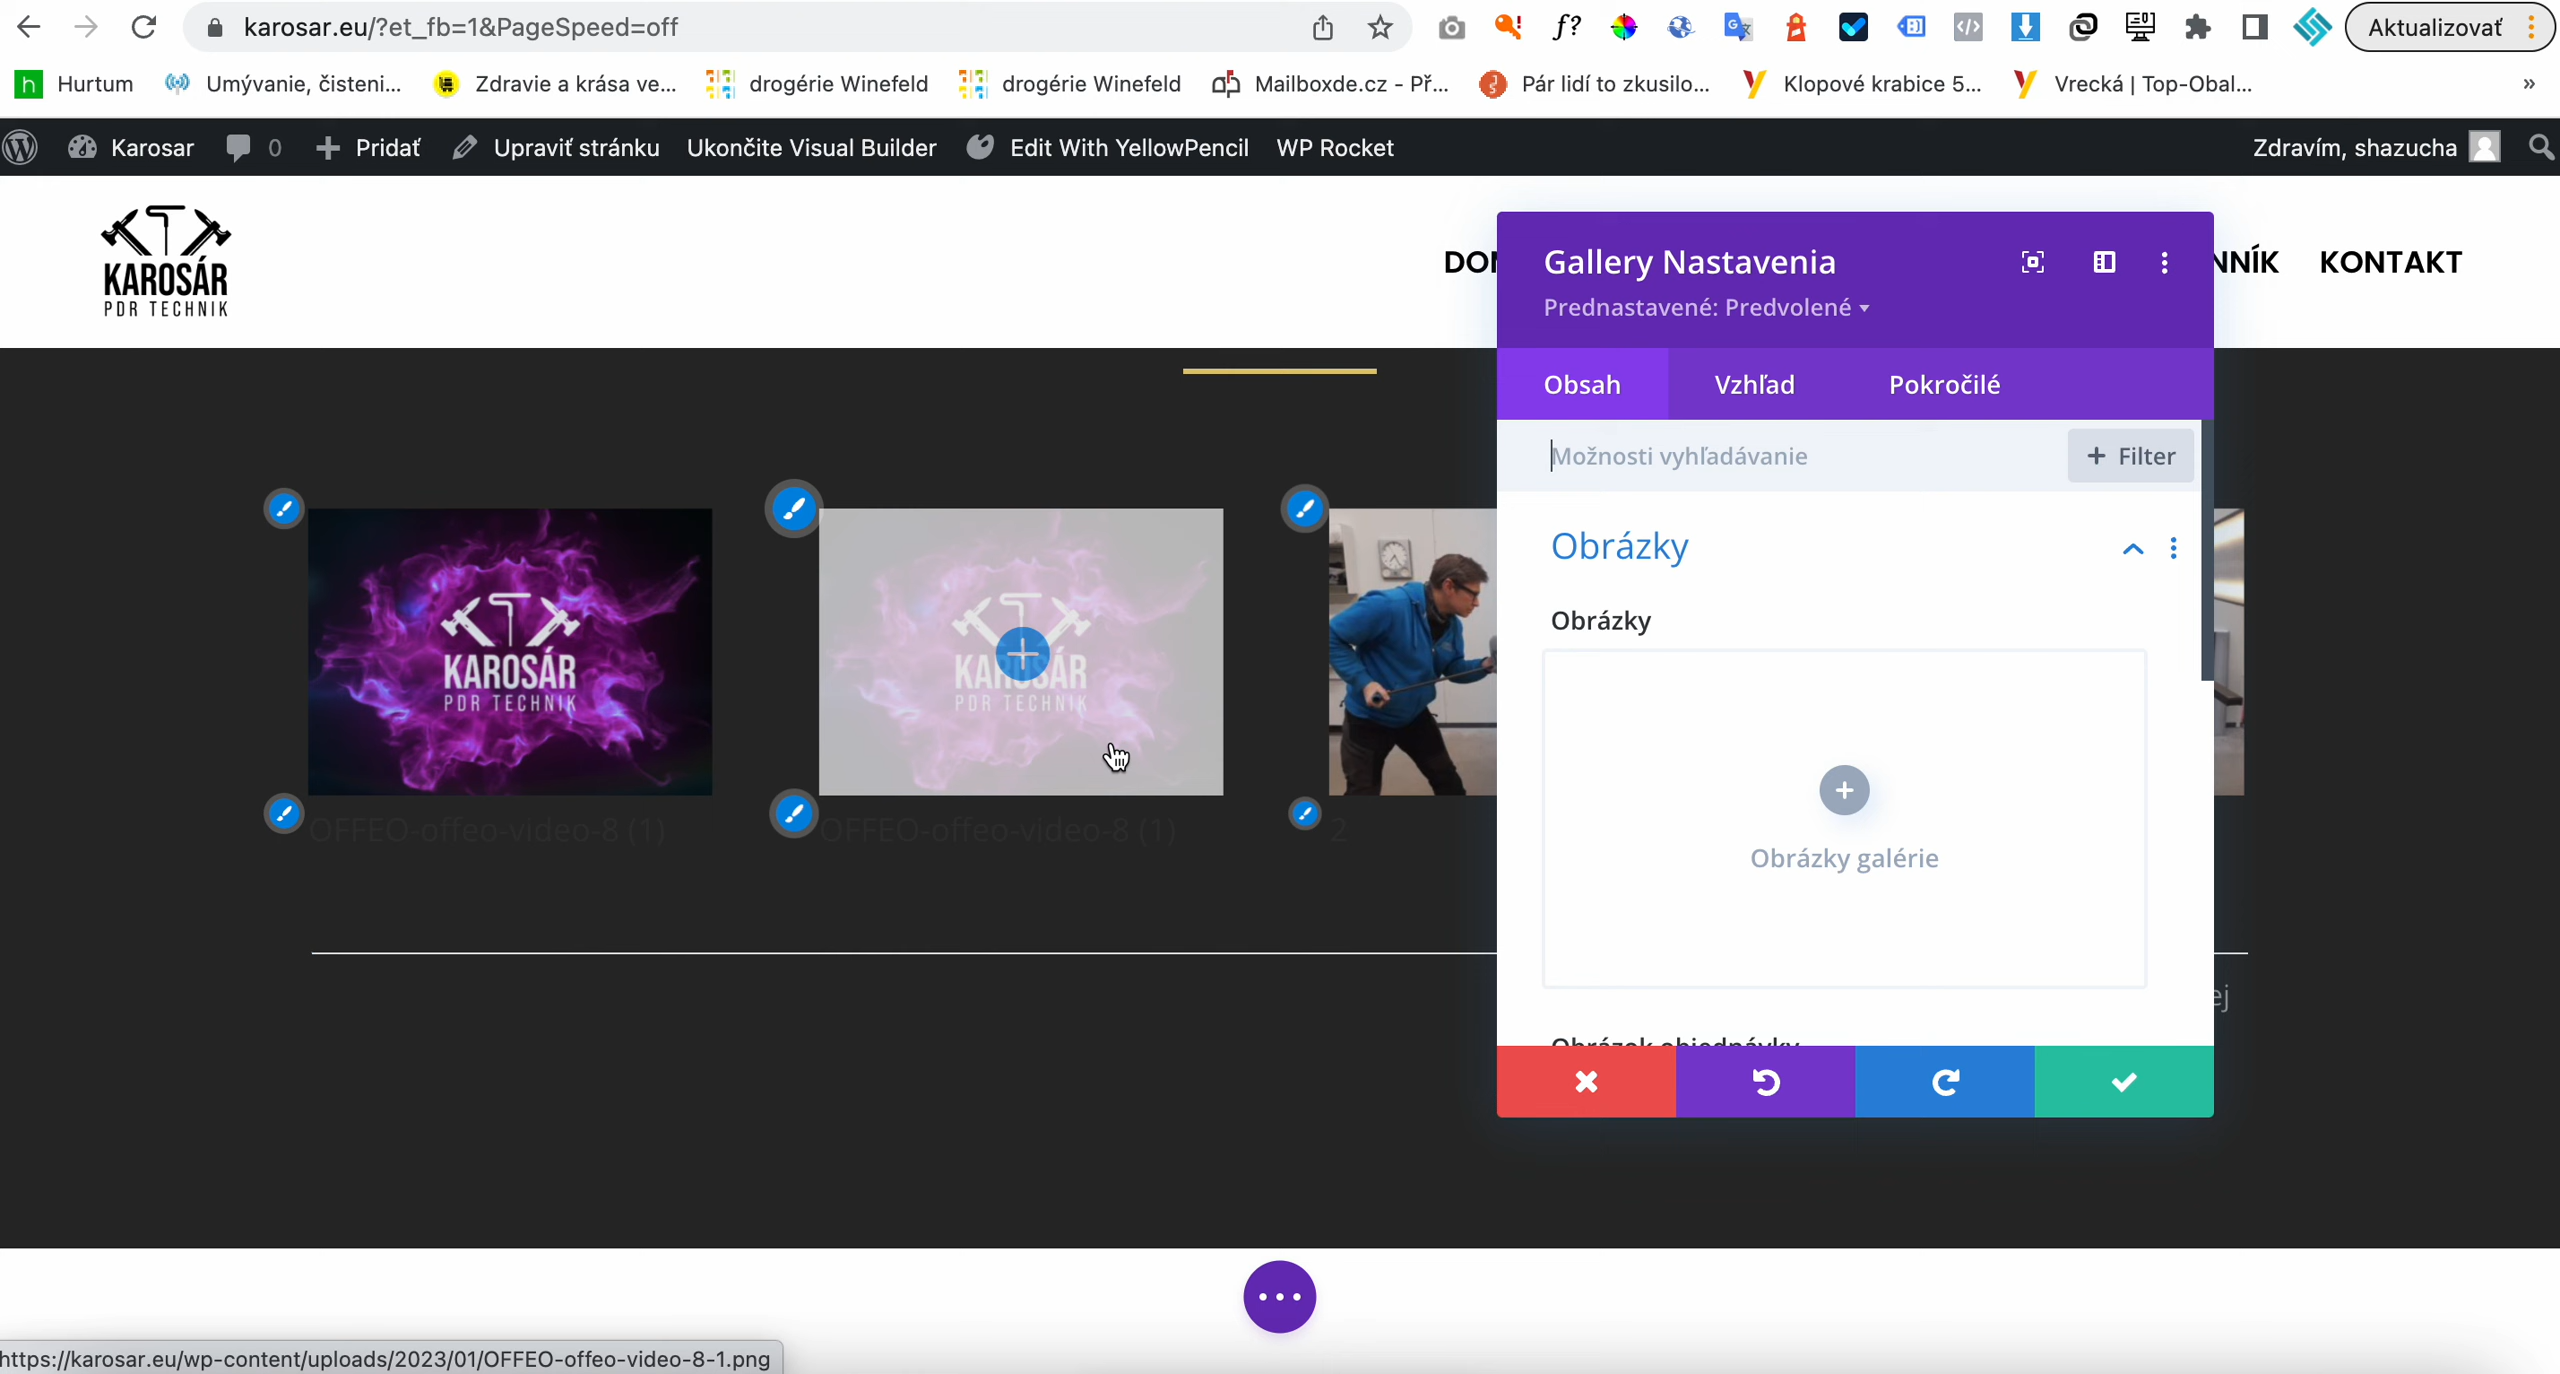 karosar.eu/?et_fb=1&PageSpeed=off
Aktualizovať
Hurtum
Umývanie, čisteni...
Zdravie a krása ve...
drogérie Winefeld
drogérie Winefeld
Mailboxde.cz - Př...
Pár lidí to zkusilo...
Klopové krabice 5...
Vrecká | Top-Obal...
»
Karosar
0
Pridať
Upraviť stránku
Ukončite Visual Builder
Edit With YellowPencil
WP Rocket
Zdravím, shazucha
KAROSÁR
PDR TECHNIK
KONTAKT
Gallery Nastavenia
Prednastavené: Predvolené
Obsah
Vzhľad
Pokročilé
Možnosti vyhľadávanie
+ Filter
Obrázky
Obrázky
Obrázky galérie
KAROSÁR
PDR TECHNIK
KAROSÁR
PDR TECHNIK
OFFEO-offeo-video-8 (1)
OFFEO-offeo-video-8 (1)
2
https://karosar.eu/wp-content/uploads/2023/01/OFFEO-offeo-video-8-1.png